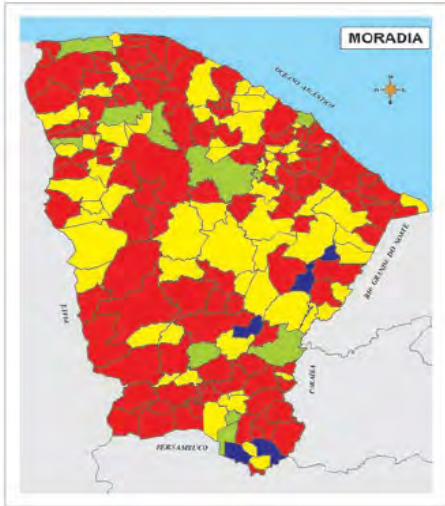 MORADIA
OCEANO ATLÂNTICO
N
RIO GRANDE DO NORTE
PIAUÍ
PARAÍBA
PERNAMBUCO